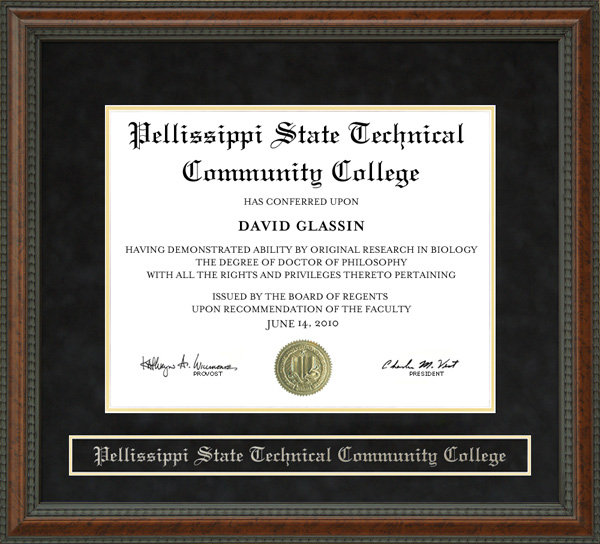 Pellissippi State Technical
Community College
HAS CONFERRED UPON
DAVID GLASSIN
HAVING DEMONSTRATED ABILITY BY ORIGINAL RESEARCH IN BIOLOGY
THE DEGREE OF DOCTOR OF PHILOSOPHY
WITH ALL THE RIGHTS AND PRIVILEGES THERETO PERTAINING
ISSUED BY THE BOARD OF REGENTS
UPON RECOMMENDATION OF THE FACULTY
JUNE 14, 2010
PROVOST
Charles M. Vest
PRESIDENT
Pellissippi State Technical Community College